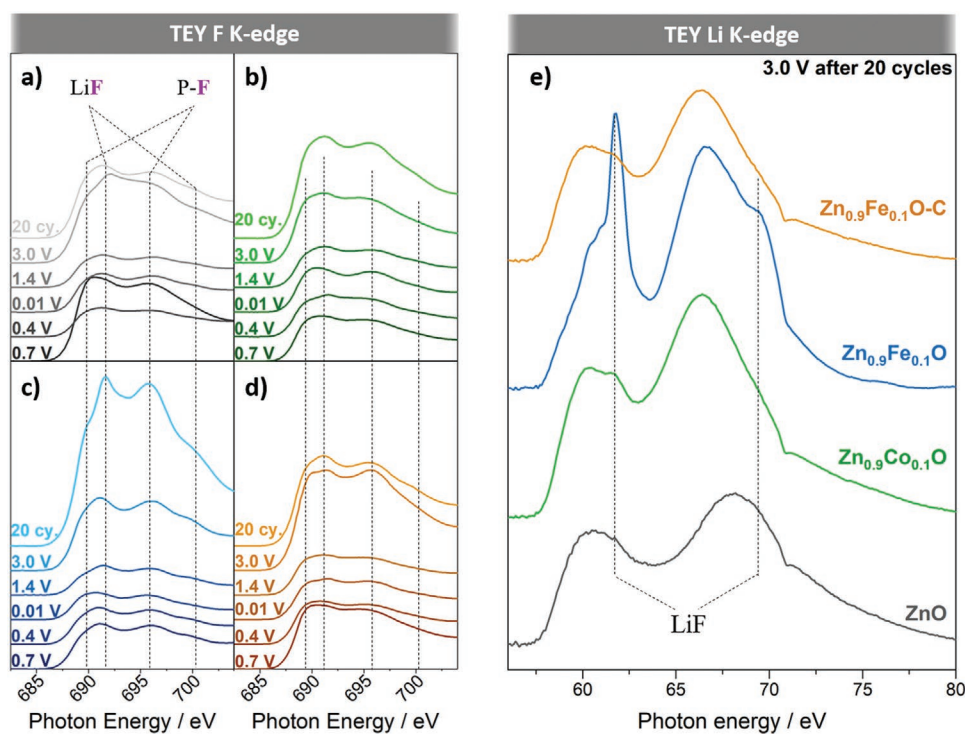 TEY F K-edge
a)
LiF
P-F
20 cy.
3.0 V
1.4 V
0.01 V
0.4 V
0.7 V
b)
20 cy.
3.0 V
1.4 V
0.01 V
0.4 V
0.7 V
c)
20 cy.
3.0 V
1.4 V
0.01 V
0.4 V
0.7 V
685 690 695 700
Photon Energy / eV
d)
20 cy.
3.0 V
1.4 V
0.01 V
0.4 V
0.7 V
685 690 695 700
Photon Energy / eV
TEY Li K-edge
e)
3.0 V after 20 cycles
Zn0.9Fe0.1O-C
Zn0.9Fe0.1O
Zn0.9Co0.1O
ZnO
LiF
60 65 70 75 80
Photon energy / eV